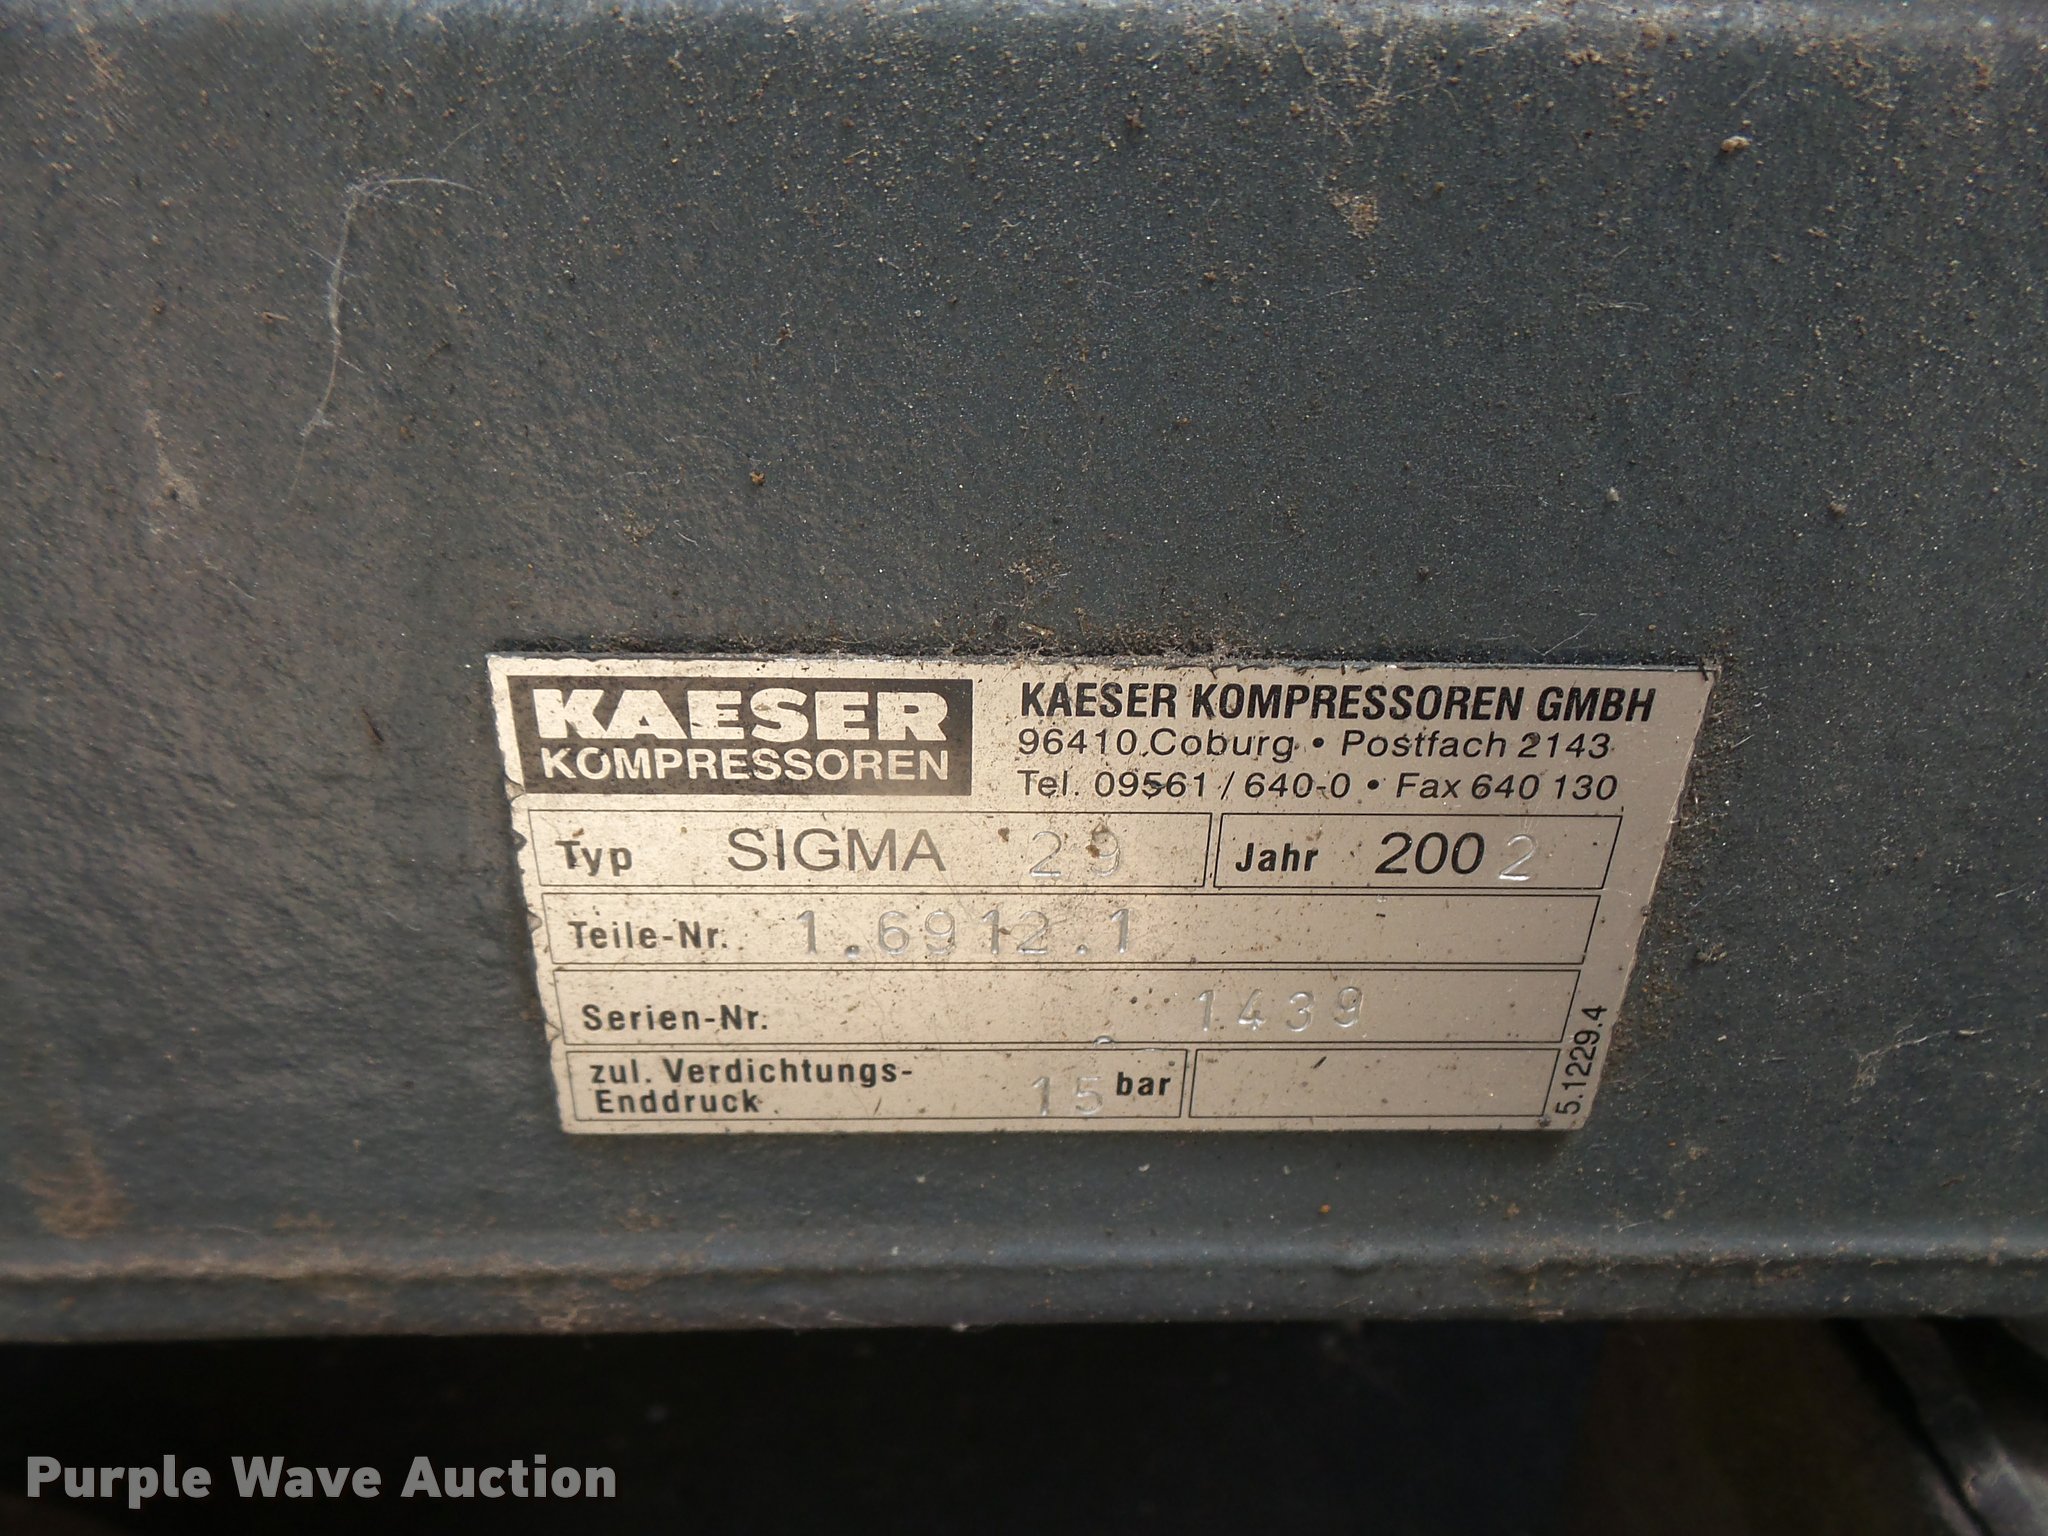 KAESER
KOMPRESSOREN
KAESER KOMPRESSOREN GMBH
96410 Coburg • Postfach 2143
Tel. 09561 / 640-0 • Fax 640 130
Typ SIGMA 29
Jahr 2002
Teile-Nr. 1.6912.1
Serien-Nr. 1439
zul. Verdichtungs-
Enddruck 15 bar
5.1229.4
Purple Wave Auction